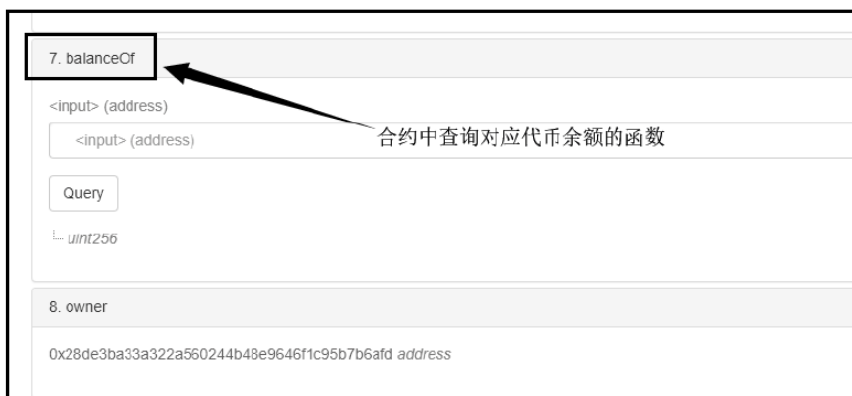 7. balanceOf
<input> (address)
<input> (address)
合约中查询对应代币余额的函数
Query
uint256
8. owner
0x28de3ba33a322a560244b48e9646f1c95b7b6afd address